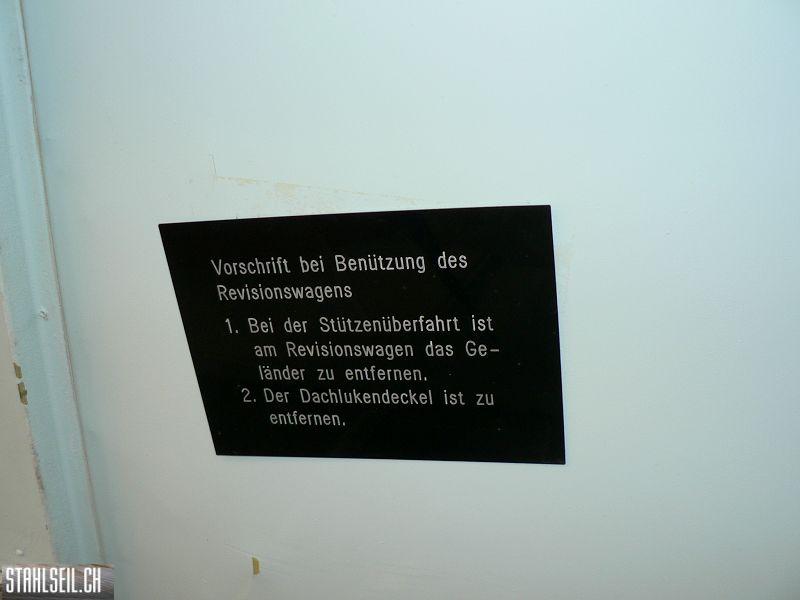 Vorschrift bei Benützung des
Revisionswagens
1. Bei der Stützenüberfahrt ist
am Revisionswagen das Ge-
länder zu entfernen.
2. Der Dachlukendeckel ist zu
entfernen.
STAHLSEIL.CH